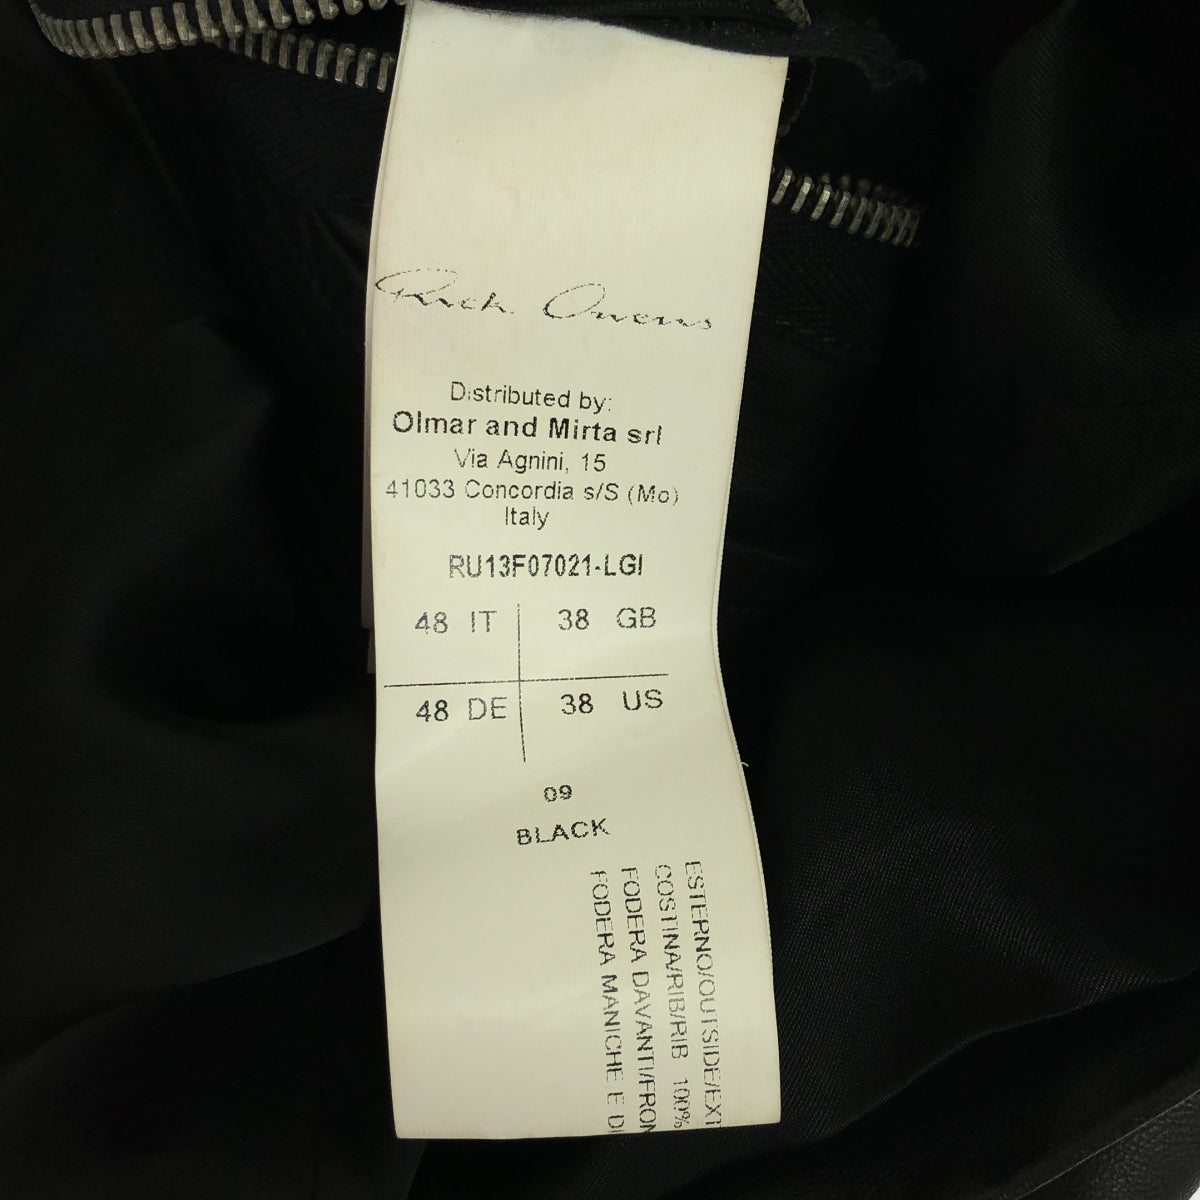 Rick Owens
Distributed by:
Olmar and Mirta srl
Via Agnini, 15
41033 Concordia s/S (Mo)
Italy
RU13F07021-LGI
48 IT 38 GB
48 DE 38 US
09
BLACK
ESTERNO/OUTSIDE/EXT
COSTINA/RIB/RIB 100%
FODERA DAVANTI/FRON
FODERA MANICHE E DI